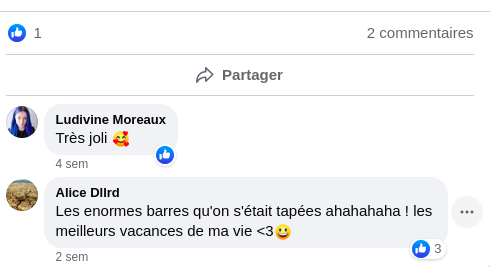 1
2 commentaires
Partager
Ludivine Moreaux
Très joli 🥰
4 sem
Alice Dllrd
Les enormes barres qu'on s'était tapées ahahahaha ! les
meilleurs vacances de ma vie <3😀
3
2 sem